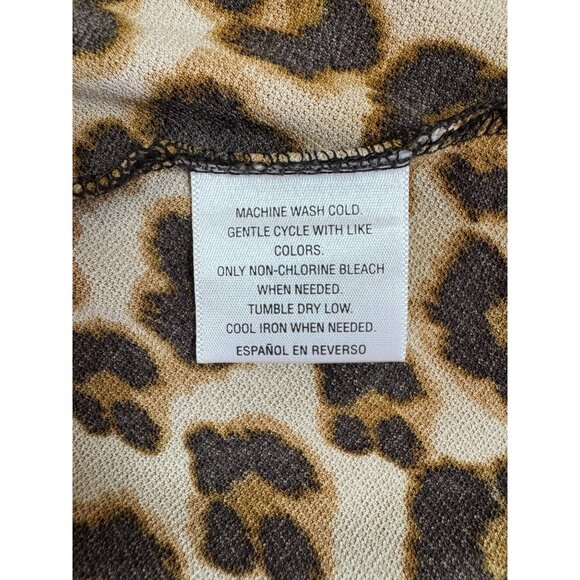 MACHINE WASH COLD.
GENTLE CYCLE WITH LIKE
COLORS.
ONLY NON-CHLORINE BLEACH
WHEN NEEDED.
TUMBLE DRY LOW.
COOL IRON WHEN NEEDED.
ESPAÑOL EN REVERSO